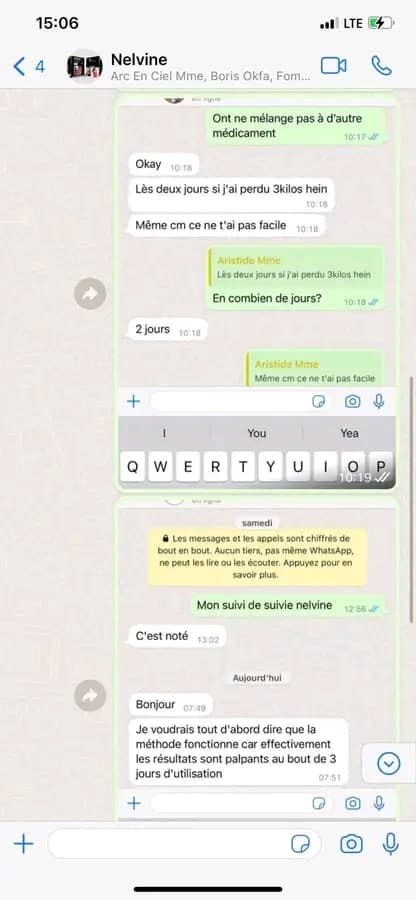 15:06
LTE
4
Nelvine
Arc En Ciel Mme, Boris Okfa, Fom...
Ont ne mélange pas à d'autre
médicament
10:17
Okay
10:18
Lès deux jours si j'ai perdu 3kilos hein
10:18
Même cm ce ne t'ai pas facile
10:18
Aristide Mme
Lès deux jours si j'ai perdu 3kilos hein
En combien de jours?
10:18
2 jours
10:18
Aristide Mme
Même cm ce ne t'ai pas facile
I
You
Yea
Q W E R T Y U I O P
10:19
samedi
Les messages et les appels sont chiffrés de
bout en bout. Aucun tiers, pas même WhatsApp,
ne peut les lire ou les écouter. Appuyez pour en
savoir plus.
Mon suivi de suivie nelvine
12:56
C'est noté
13:02
Aujourd'hui
Bonjour
07:49
Je voudrais tout d'abord dire que la
méthode fonctionne car effectivement
les résultats sont palpants au bout de 3
jours d'utilisation
07:51